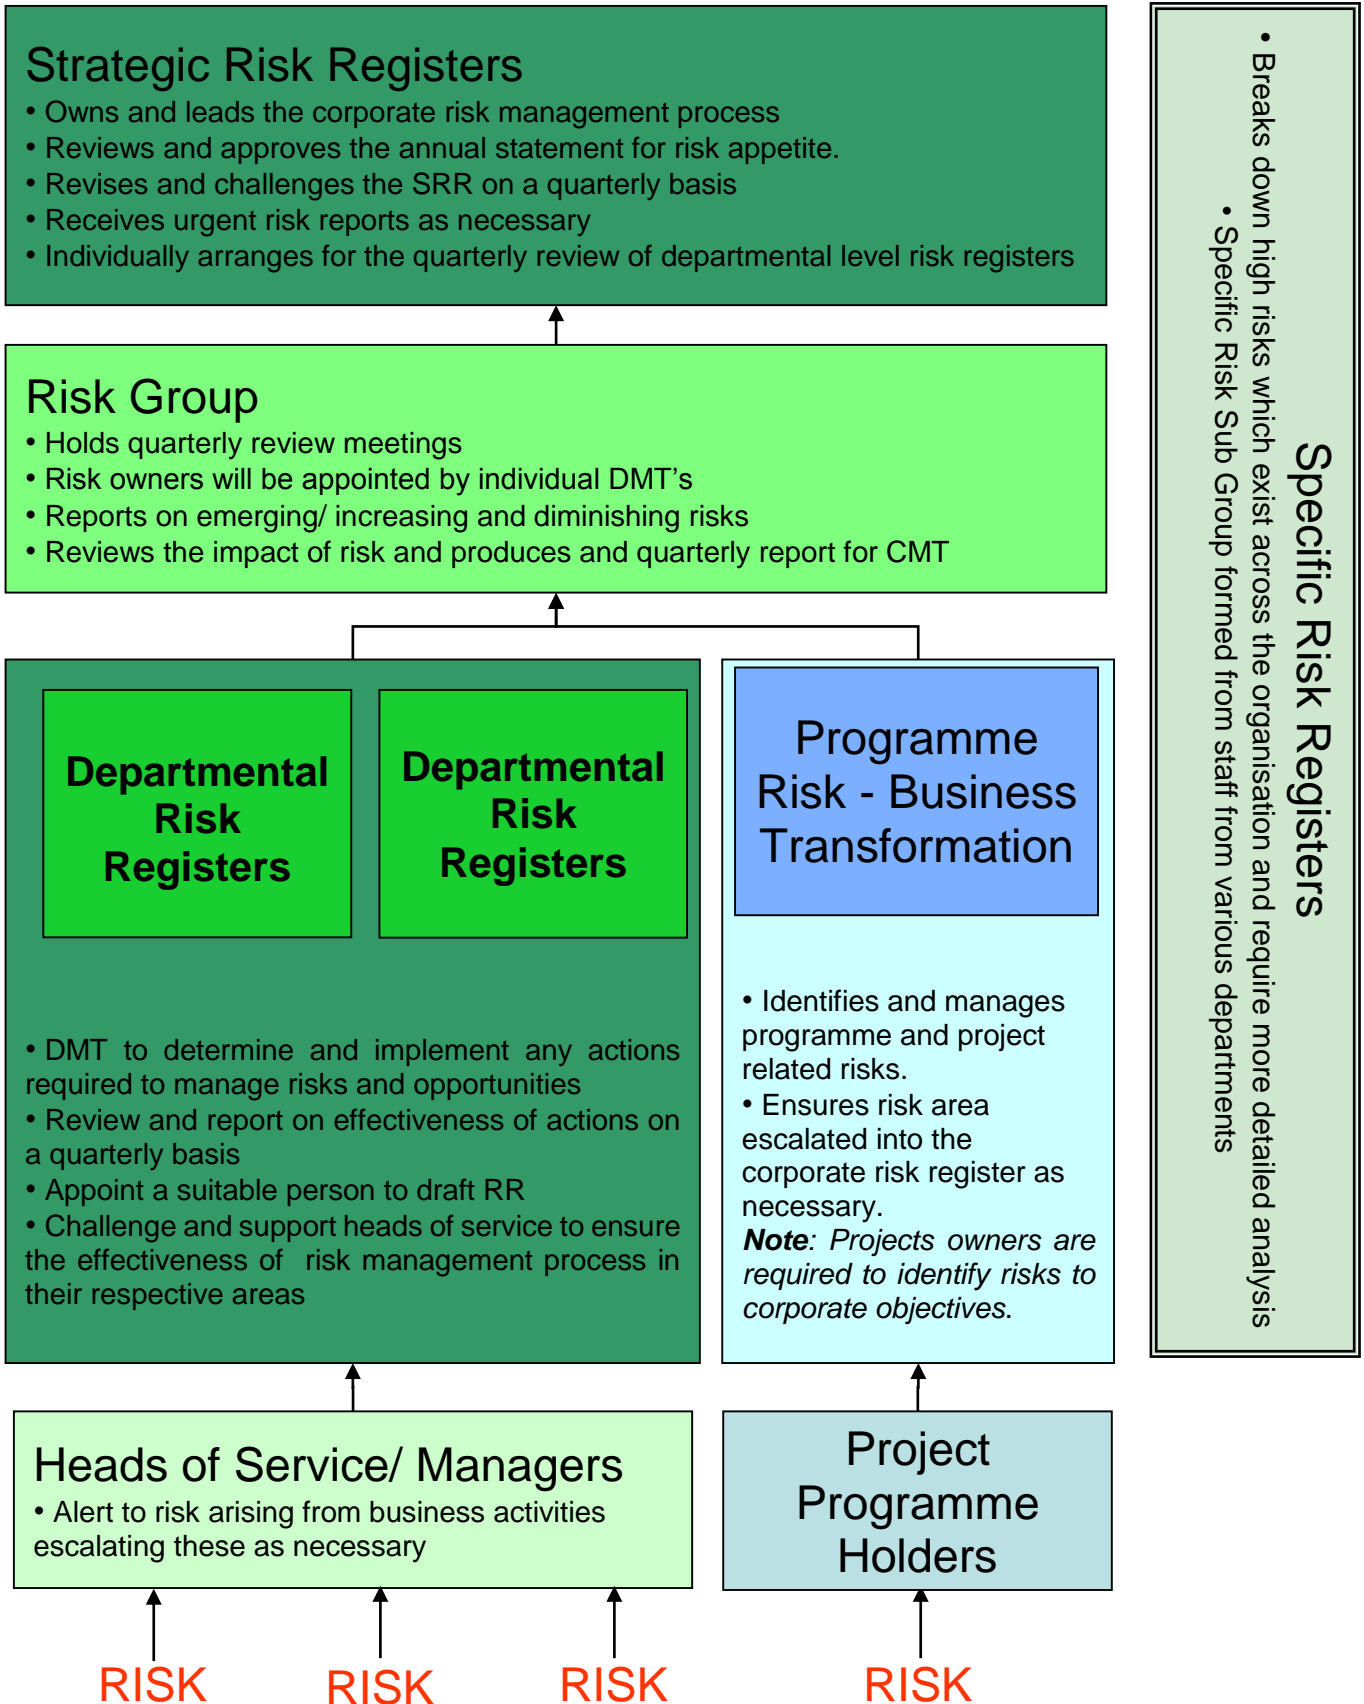 Strategic Risk Registers
• Owns and leads the corporate risk management process
• Reviews and approves the annual statement for risk appetite.
• Revises and challenges the SRR on a quarterly basis
• Receives urgent risk reports as necessary
• Individually arranges for the quarterly review of departmental level risk registers
Risk Group
• Holds quarterly review meetings
• Risk owners will be appointed by individual DMT's
• Reports on emerging/ increasing and diminishing risks
• Reviews the impact of risk and produces and quarterly report for CMT
Departmental
Risk
Registers
Departmental
Risk
Registers
• DMT to determine and implement any actions
required to manage risks and opportunities
• Review and report on effectiveness of actions on
a quarterly basis
• Appoint a suitable person to draft RR
• Challenge and support heads of service to ensure
the effectiveness of risk management process in
their respective areas
Programme
Risk - Business
Transformation
• Identifies and manages
programme and project
related risks.
• Ensures risk area
escalated into the
corporate risk register as
necessary.
Note: Projects owners are
required to identify risks to
corporate objectives.
Heads of Service/ Managers
• Alert to risk arising from business activities
escalating these as necessary
Project
Programme
Holders
RISK
RISK
RISK
RISK
Specific Risk Registers
• Breaks down high risks which exist across the organisation and require more detailed analysis
• Specific Risk Sub Group formed from staff from various departments